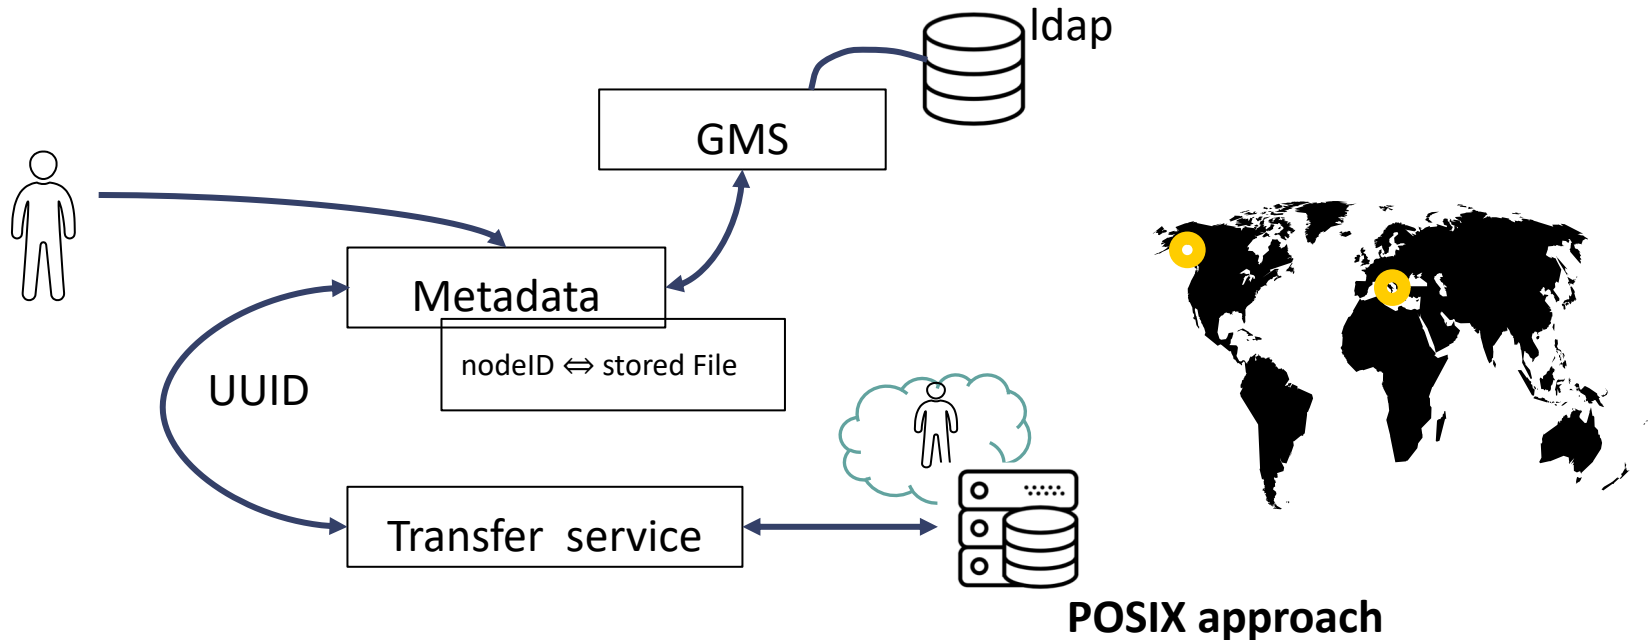 ldap
GMS
Metadata
nodeID ⇔ stored File
UUID
Transfer service
POSIX approach